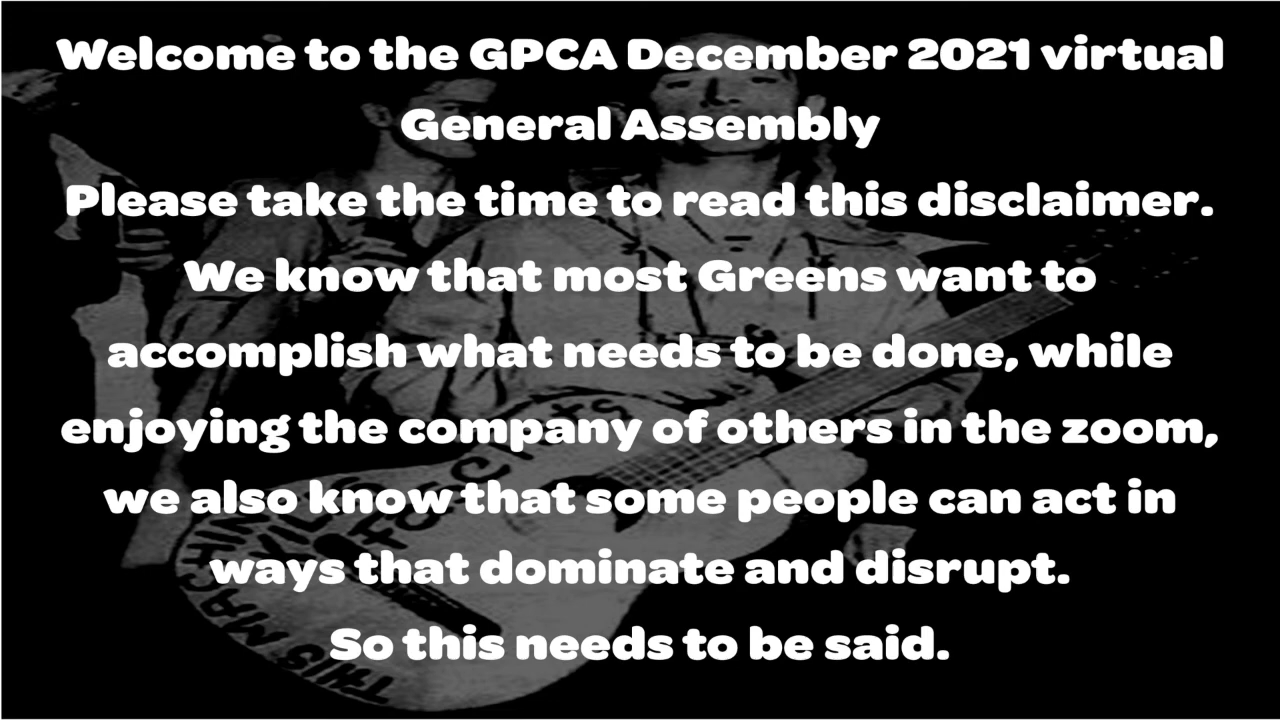 Welcome to the GPCA December 2021 virtual
General Assembly
Please take the time to read this disclaimer.
We know that most Greens want to
accomplish what needs to be done, while
enjoying the company of others in the zoom,
we also know that some people can act in
ways that dominate and disrupt.
So this needs to be said.
THIS MACHINE
KILLS